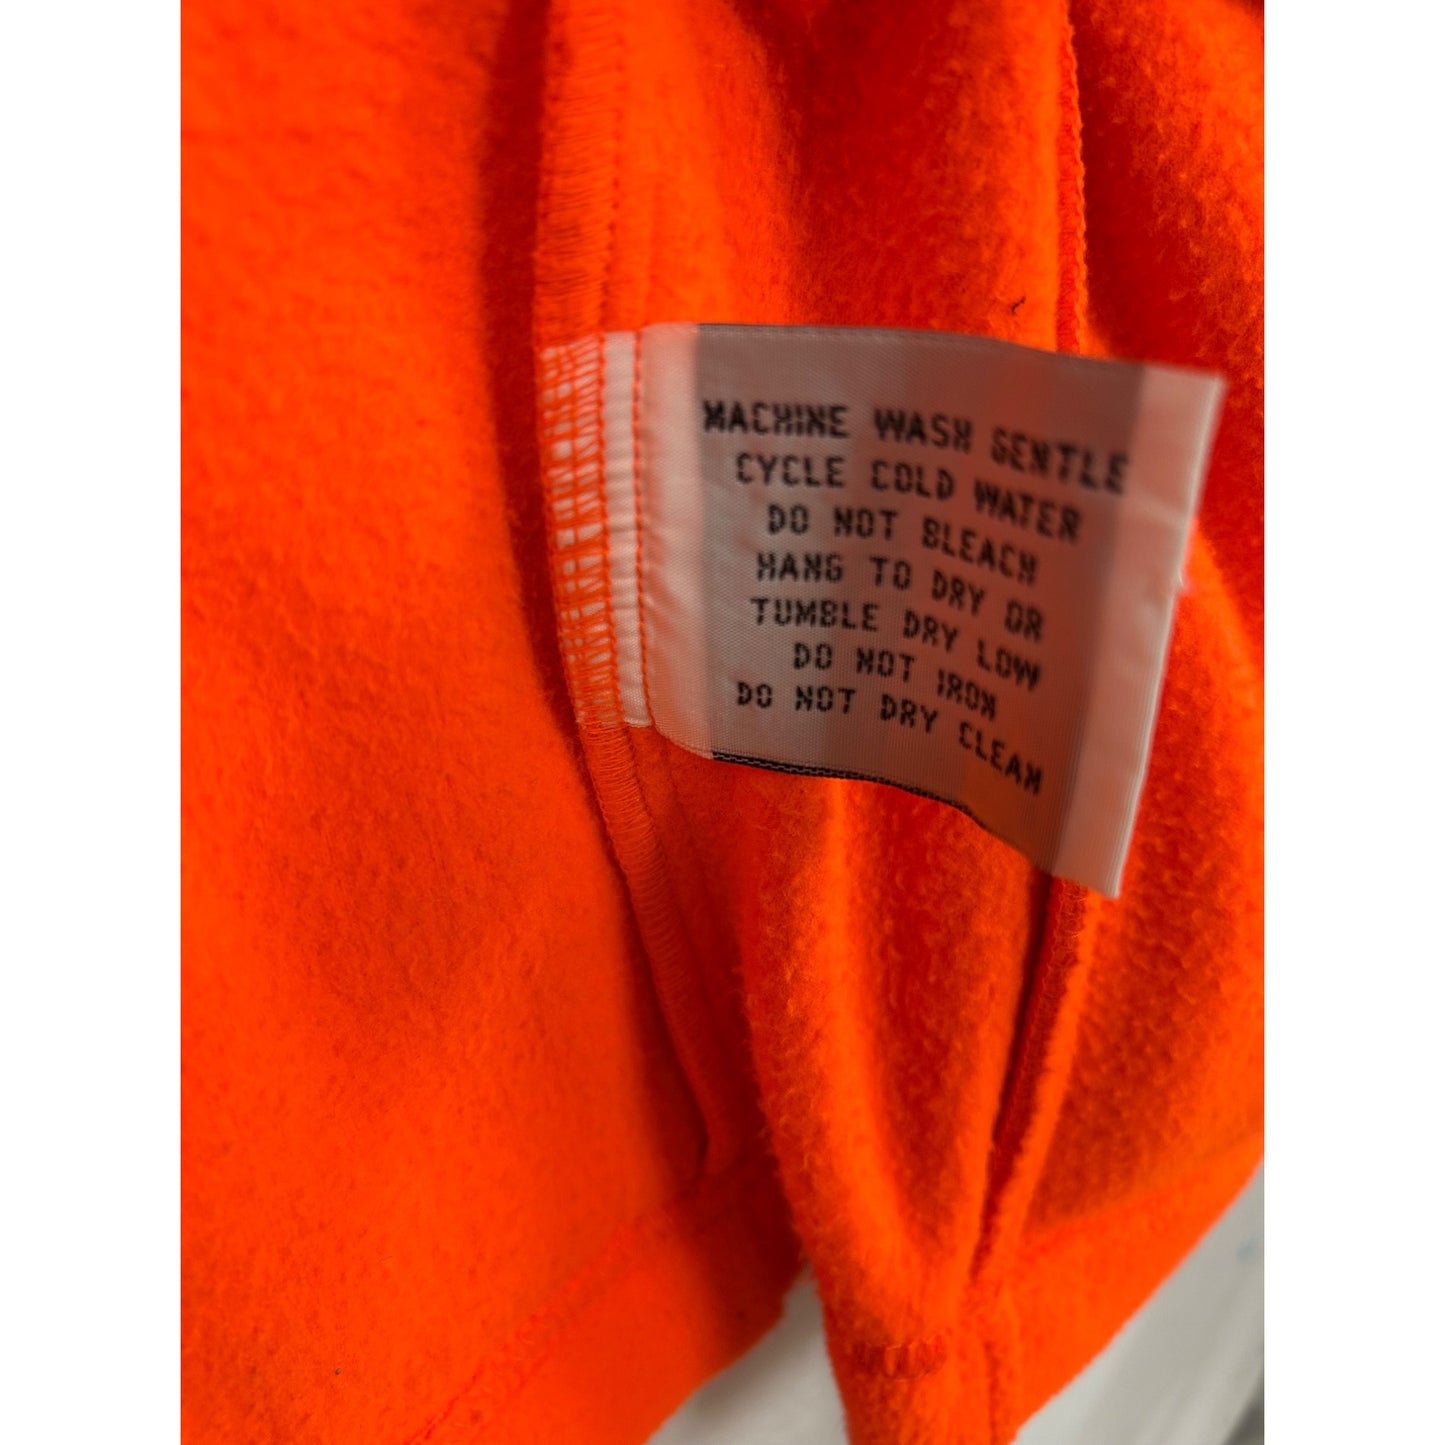 MACHINE WASH GENTLE
CYCLE COLD WATER
DO NOT BLEACH
HANG TO DRY OR
TUMBLE DRY LOW
DO NOT IRON
DO NOT DRY CLEAN